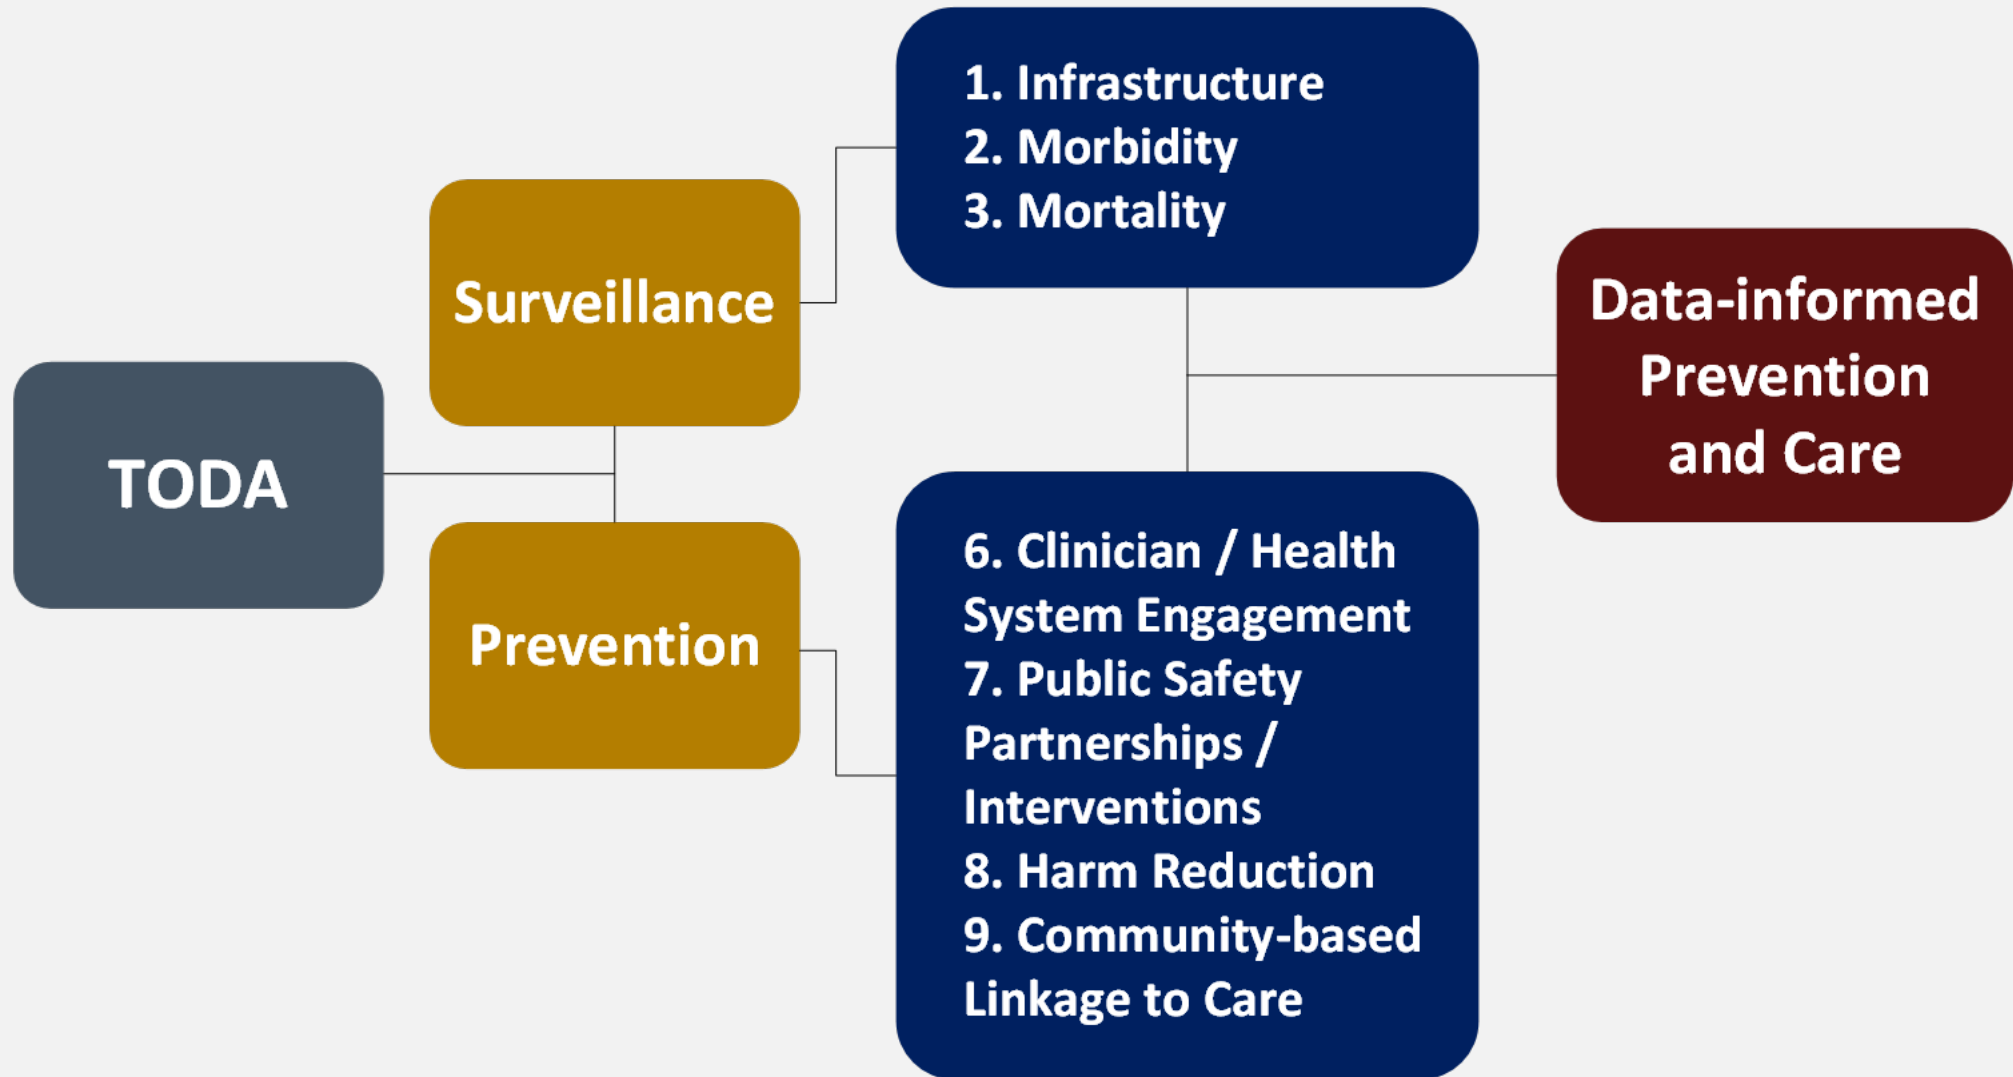 TODA
Surveillance
Prevention
1. Infrastructure
2. Morbidity
3. Mortality
6. Clinician / Health
System Engagement
7. Public Safety
Partnerships /
Interventions
8. Harm Reduction
9. Community-based
Linkage to Care
Data-informed
Prevention
and Care